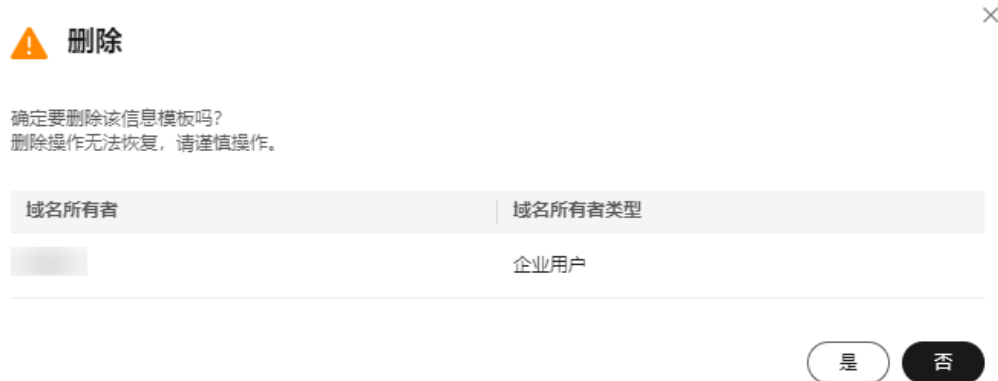 删除
确定要删除该信息模板吗?
删除操作无法恢复，请谨慎操作。
域名所有者 域名所有者类型
企业用户
是 否